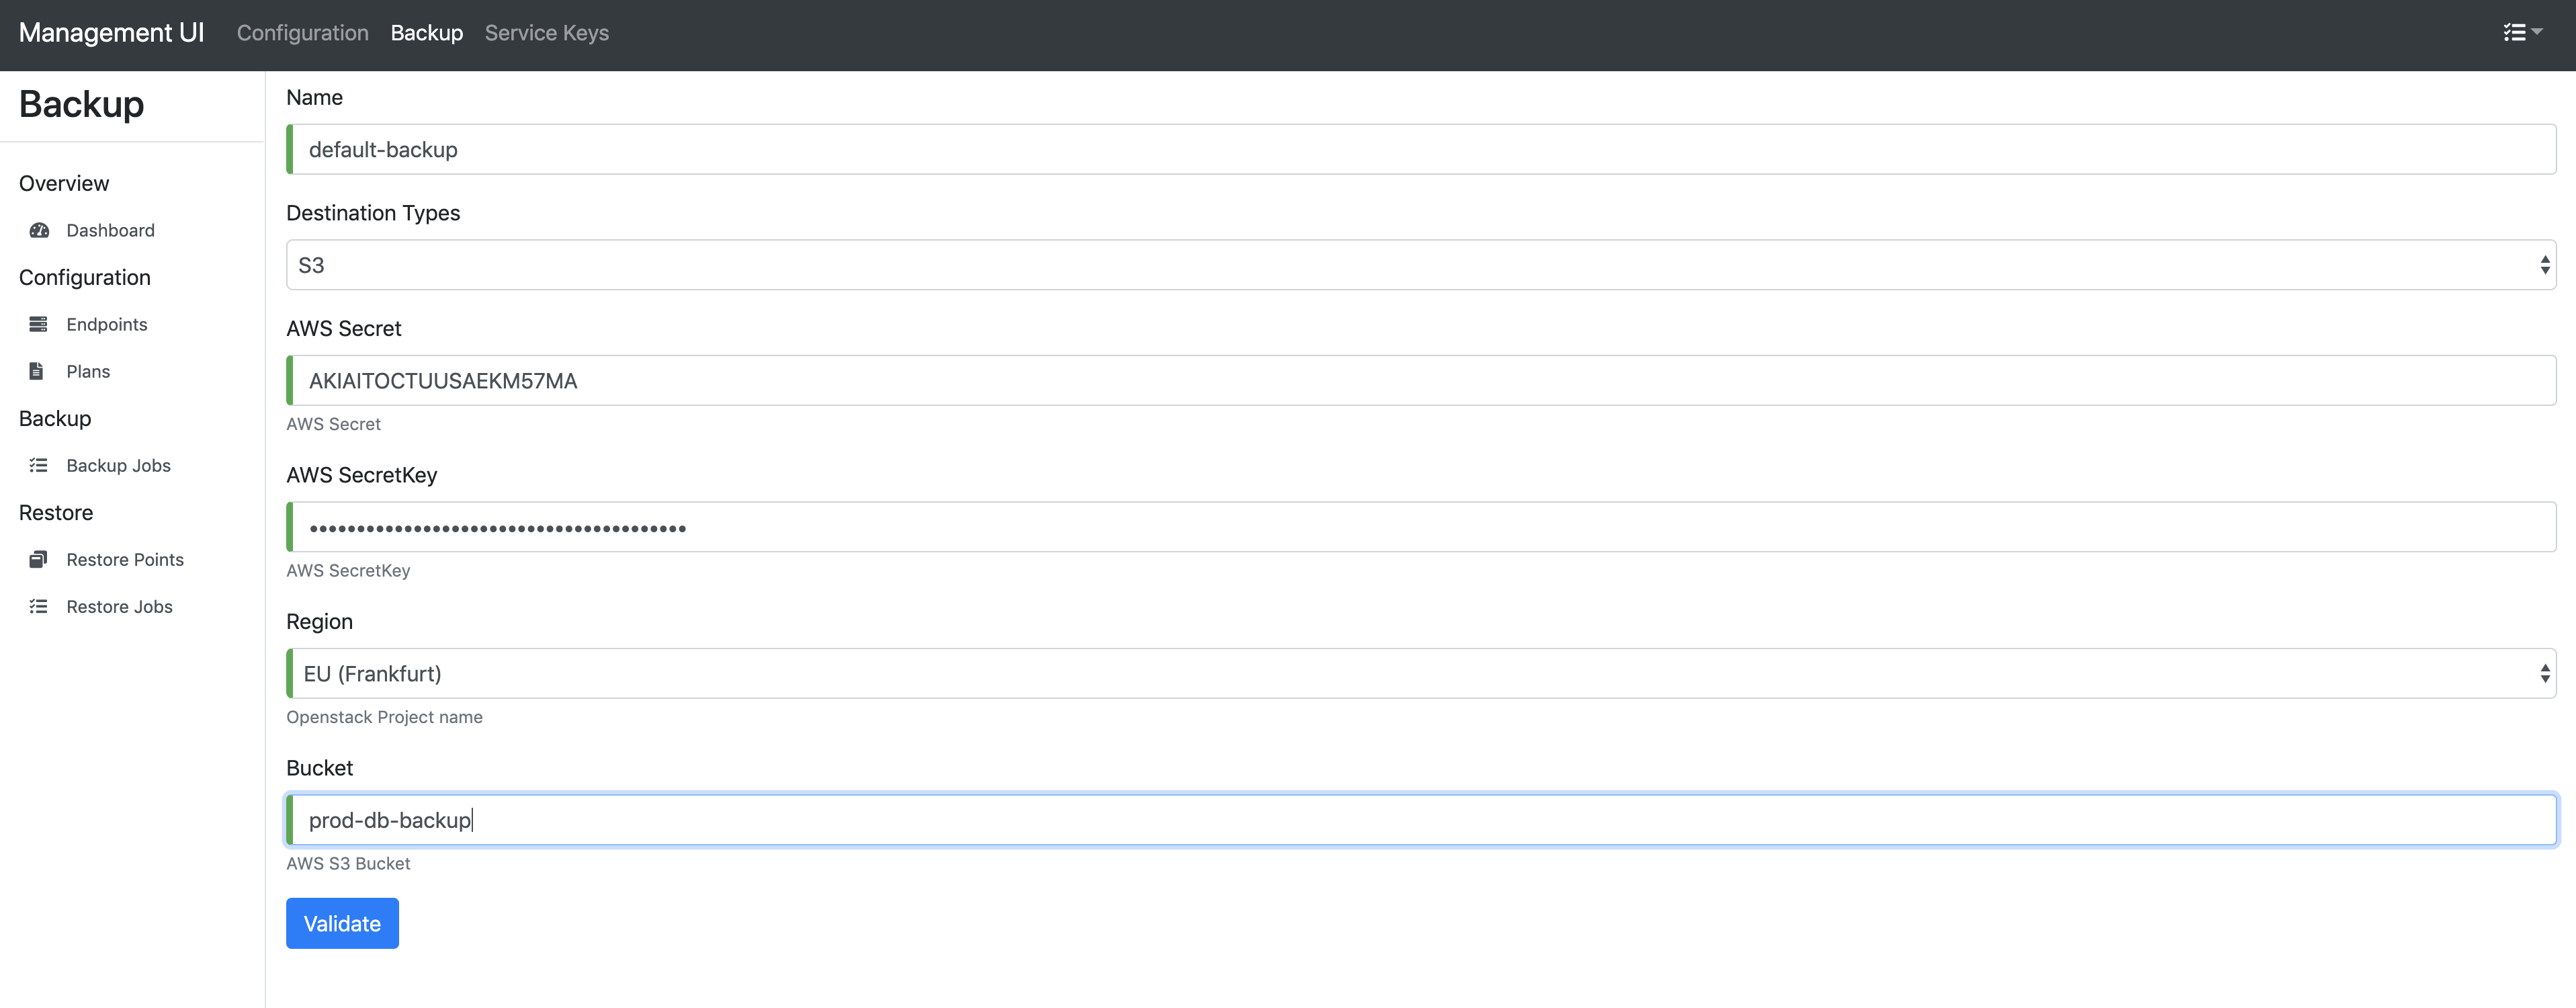 Management UI Configuration Backup Service Keys
Backup
Overview
Dashboard
Configuration
Endpoints
Plans
Backup
Backup Jobs
Restore
Restore Points
Restore Jobs
Name
default-backup
Destination Types
S3
AWS Secret
AKIAITOCTUUSAEKM57MA
AWS Secret
AWS SecretKey
••••••••••••••••••••••••••••••••••••••••
AWS SecretKey
Region
EU (Frankfurt)
Openstack Project name
Bucket
prod-db-backup
AWS S3 Bucket
Validate